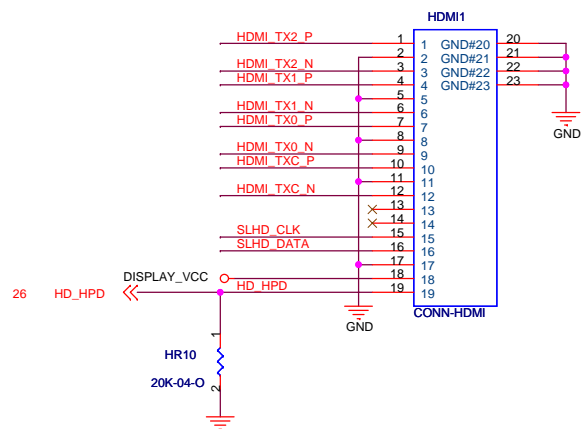 HDMI1
HDMI_TX2_P 1 1 GND#20 20
2 2 GND#21 21
HDMI_TX2_N 3 3 GND#22 22
HDMI_TX1_P 4 4 GND#23 23
5 5
HDMI_TX1_N 6 6
HDMI_TX0_P 7 7
GND
8 8
HDMI_TX0_N 9 9
HDMI_TXC_P 10 10
11 11
HDMI_TXC_N 12 12
13 13
14 14
SLHD_CLK 15 15
SLHD_DATA 16 16
17 17
DISPLAY_VCC 18 18
26 HD_HPD HD_HPD 19 19
CONN-HDMI
GND
1
HR10
20K-04-O
2